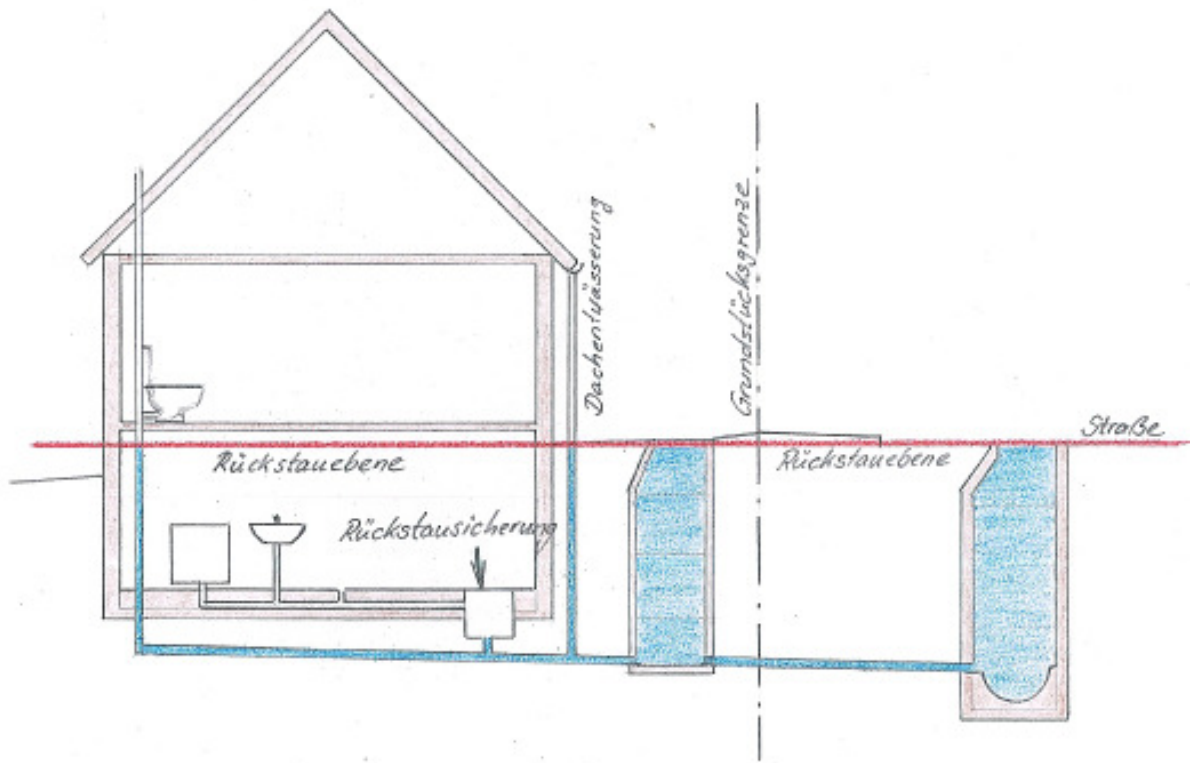 Dachentwässerung
Grundstücksgrenze
Straße
Rückstauebene
Rückstauebene
Rückstausicherung